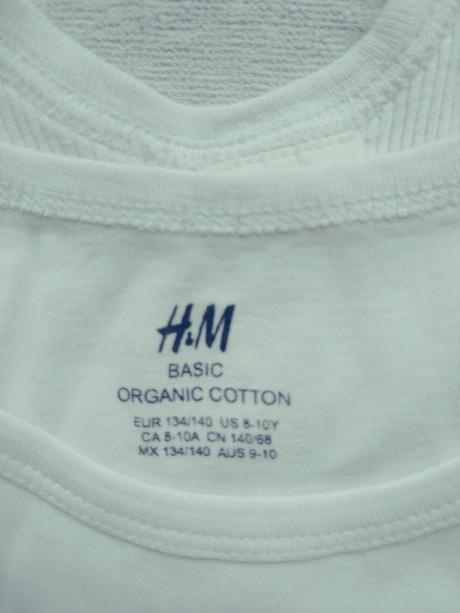 H&M
BASIC
ORGANIC COTTON
EUR 134/140 US 8-10Y
CA 8-10A CN 140/68
MX 134/140 AUS 9-10